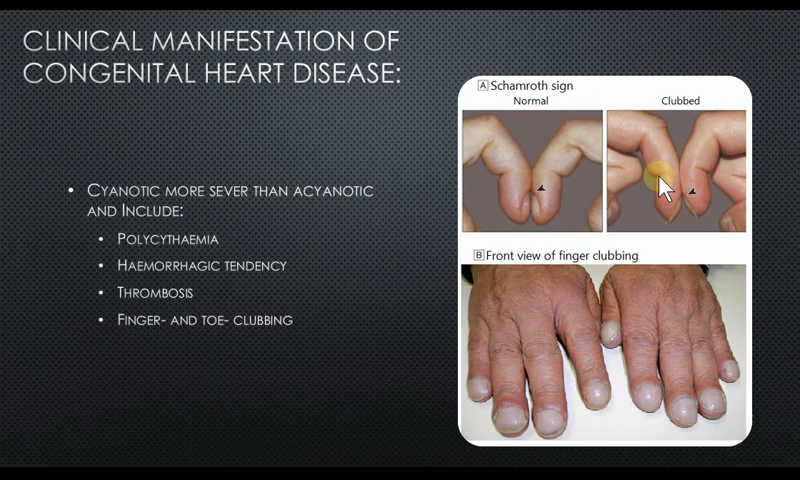 CLINICAL MANIFESTATION OF
CONGENITAL HEART DISEASE:
• CYANOTIC MORE SEVER THAN ACYANOTIC
AND INCLUDE:
• POLYCYTHAEMIA
• HAEMORRHAGIC TENDENCY
• THROMBOSIS
• FINGER- AND TOE- CLUBBING
A Schamroth sign
Normal
Clubbed
B Front view of finger clubbing